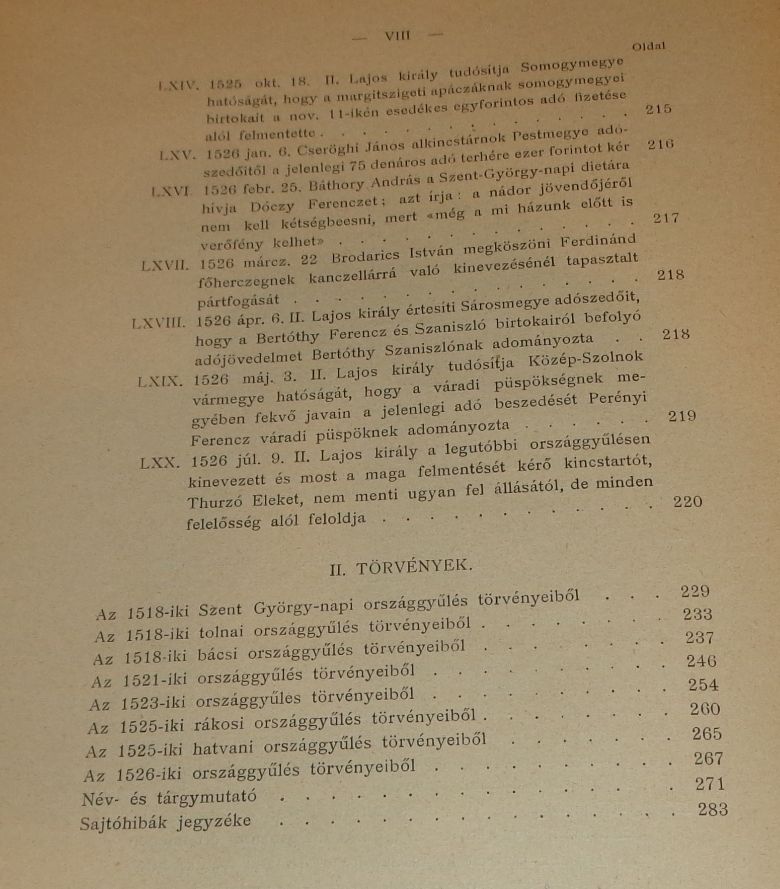 — VIII —
Oldal
LXIV. 1525 okt. 18. II. Lajos király tudósítja Somogymegye
hatóságát, hogy a margitszigeti apáczáknak somogymegyei
birtokait a nov. 11-ikén esedékes egyforintos adó fizetése
alól felmentette . . . . . . . . . . . . . 215
LXV. 1526 jan. 6. Cseröghi János alkincstárnok Pestmegye adó-
szedőitől a jelenlegi 75 denáros adó terhére ezer forintot kér 216
LXVI. 1526 febr. 25. Báthory András a Szent-György-napi dietára
hívja Dóczy Ferenczet; azt írja: a nádor jövendőjéről
nem kell kétségbeesni, mert «még a mi házunk előtt is
verőfény kelhet» . . . . . . . . . . . . . 217
LXVII. 1526 márcz. 22 Brodarics István megköszöni Ferdinánd
főherczegnek kanczellárrá való kinevezésénél tapasztalt
pártfogását . . . . . . . . . . . . . . . 218
LXVIII. 1526 ápr. 6. II. Lajos király értesíti Sárosmegye adószedőit,
hogy a Bertóthy Ferencz és Szaniszló birtokairól befolyó
adójövedelmet Bertóthy Szaniszlónak adományozta . . 218
LXIX. 1526 máj. 3. II. Lajos király tudósítja Közép-Szolnok
vármegye hatóságát, hogy a váradi püspökségnek me-
gyében fekvő javain a jelenlegi adó beszedését Perényi
Ferencz váradi püspöknek adományozta . . . . . . 219
LXX. 1526 júl. 9. II. Lajos király a legutóbbi országgyűlésen
kinevezett és most a maga felmentését kérő kincstartót,
Thurzó Eleket, nem menti ugyan fel állásától, de minden
felelősség alól feloldja . . . . . . . . . . . . 220
II. TÖRVÉNYEK.
Az 1518-iki Szent György-napi országgyűlés törvényeiből . . . 229
Az 1518-iki tolnai országgyűlés törvényeiből . . . . . . . . 233
Az 1518-iki bácsi országgyűlés törvényeiből . . . . . . . . 237
Az 1521-iki országgyűlés törvényeiből . . . . . . . . . 246
Az 1523-iki országgyűles törvényeiből . . . . . . . . . 254
Az 1525-iki rákosi országgyűlés törvényeiből . . . . . . . . 260
Az 1525-iki hatvani országgyűlés törvényeiből . . . . . . . 265
Az 1526-iki országgyűlés törvényeiből . . . . . . . . . 267
Név- és tárgymutató . . . . . . . . . . . . . . 271
Sajtóhibák jegyzéke . . . . . . . . . . . . . . 283